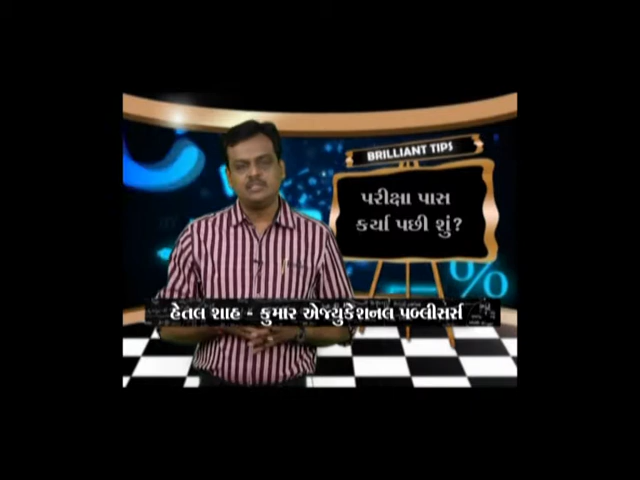 BRILLIANT TIPS
પરીક્ષા પાસ
કર્યા પછી શું?
હેતલ શાહ - કુમાર એજ્યુકેશનલ પબ્લીસર્સ